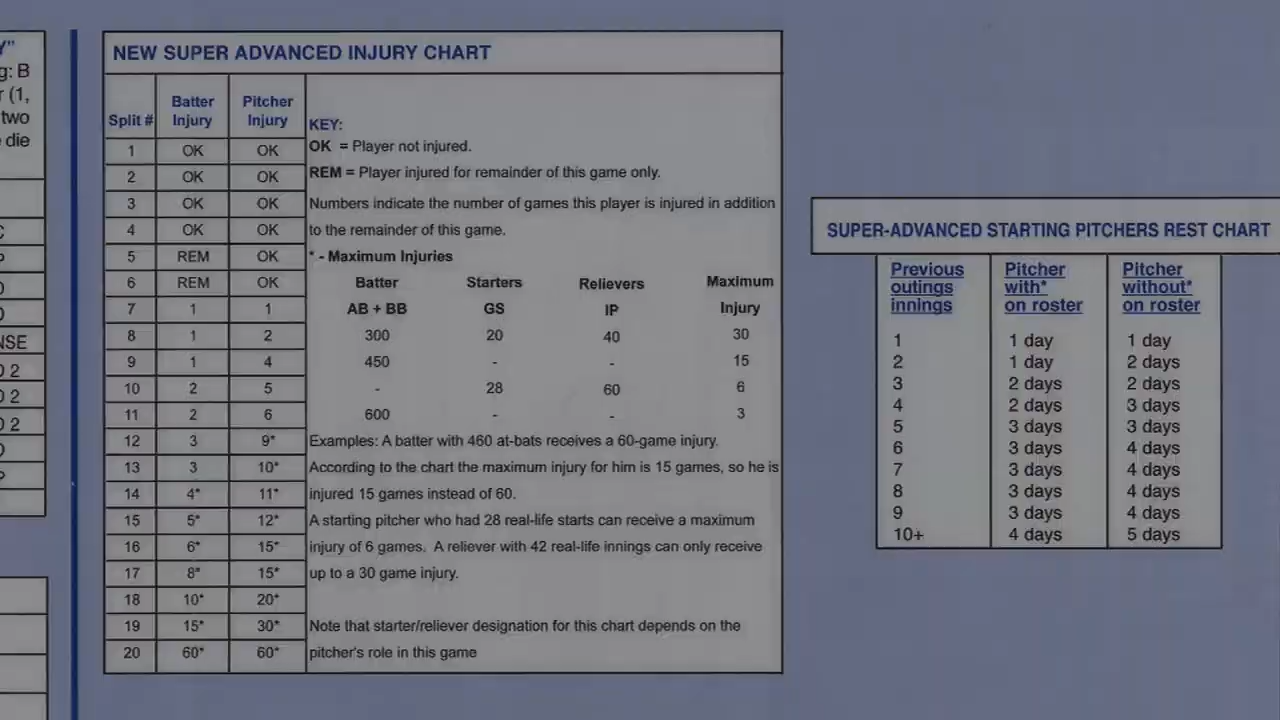 Y"
g: B
r (1,
two
die
NSE
2
2
2
NEW SUPER ADVANCED INJURY CHART
Split # Batter Injury Pitcher Injury
1 OK OK
2 OK OK
3 OK OK
4 OK OK
5 REM OK
6 REM OK
7 1 1
8 1 2
9 1 4
10 2 5
11 2 6
12 3 9*
13 3 10*
14 4* 11*
15 5* 12*
16 6* 15*
17 8* 15*
18 10* 20*
19 15* 30*
20 60* 60*
KEY:
OK = Player not injured.
REM = Player injured for remainder of this game only.
Numbers indicate the number of games this player is injured in addition
to the remainder of this game.
* - Maximum Injuries
Batter Starters Relievers Maximum
AB + BB GS IP Injury
300 20 40 30
450 - - 15
- 28 60 6
600 - - 3
Examples: A batter with 460 at-bats receives a 60-game injury.
According to the chart the maximum injury for him is 15 games, so he is
injured 15 games instead of 60.
A starting pitcher who had 28 real-life starts can receive a maximum
injury of 6 games. A reliever with 42 real-life innings can only receive
up to a 30 game injury.
Note that starter/reliever designation for this chart depends on the
pitcher's role in this game
SUPER-ADVANCED STARTING PITCHERS REST CHART
Previous Pitcher Pitcher
outings with* without*
innings on roster on roster
1 1 day 1 day
2 1 day 2 days
3 2 days 2 days
4 2 days 3 days
5 3 days 3 days
6 3 days 4 days
7 3 days 4 days
8 3 days 4 days
9 3 days 4 days
10+ 4 days 5 days